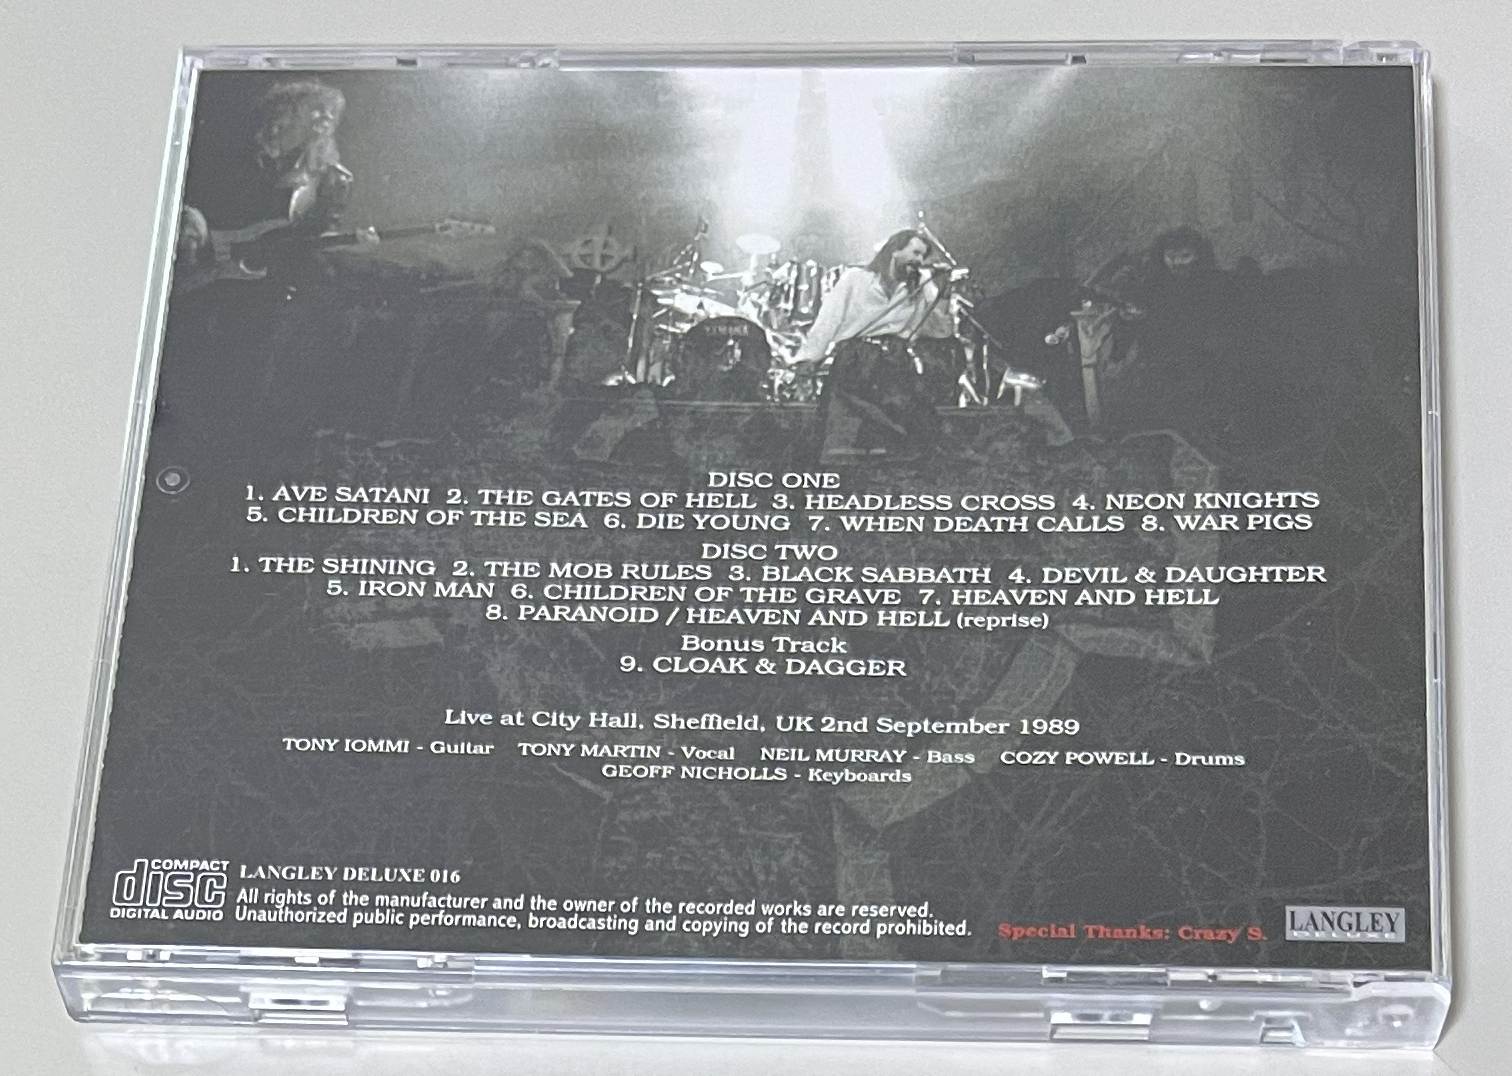 DISC ONE
1. AVE SATANI 2. THE GATES OF HELL 3. HEADLESS CROSS 4. NEON KNIGHTS
5. CHILDREN OF THE SEA 6. DIE YOUNG 7. WHEN DEATH CALLS 8. WAR PIGS
DISC TWO
1. THE SHINING 2. THE MOB RULES 3. BLACK SABBATH 4. DEVIL & DAUGHTER
5. IRON MAN 6. CHILDREN OF THE GRAVE 7. HEAVEN AND HELL
8. PARANOID / HEAVEN AND HELL (reprise)
Bonus Track
9. CLOAK & DAGGER
Live at City Hall, Sheffield, UK 2nd September 1989
TONY IOMMI - Guitar TONY MARTIN - Vocal NEIL MURRAY - Bass COZY POWELL - Drums
GEOFF NICHOLLS - Keyboards
COMPACT
disc
DIGITAL AUDIO
LANGLEY DELUXE 016
All rights of the manufacturer and the owner of the recorded works are reserved.
Unauthorized public performance, broadcasting and copying of the record prohibited.
Special Thanks: Crazy S.
LANGLEY
DELUXE